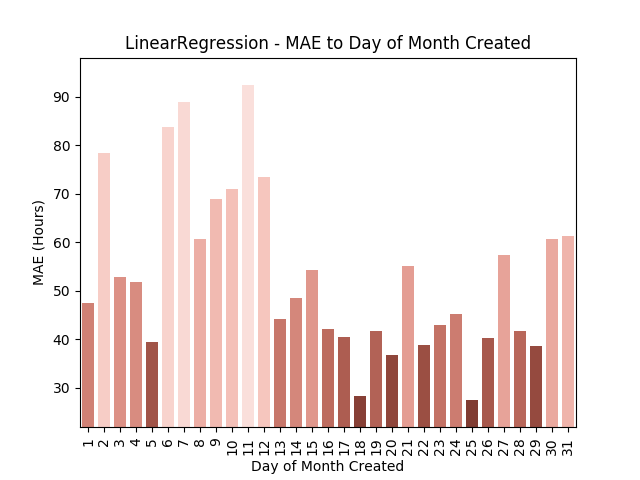 LinearRegression - MAE to Day of Month Created
MAE (Hours)
90
80
70
60
50
40
30
1 2 3 4 5 6 7 8 9 10 11 12 13 14 15 16 17 18 19 20 21 22 23 24 25 26 27 28 29 30 31
Day of Month Created